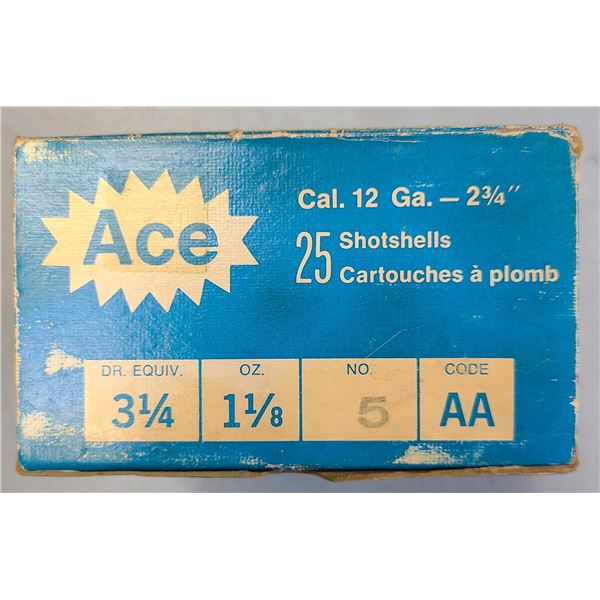 Ace
Cal. 12 Ga. — 2¾"
25 Shotshells
Cartouches à plomb
DR. EQUIV. OZ. NO. CODE
3¼ 1⅛ 5 AA